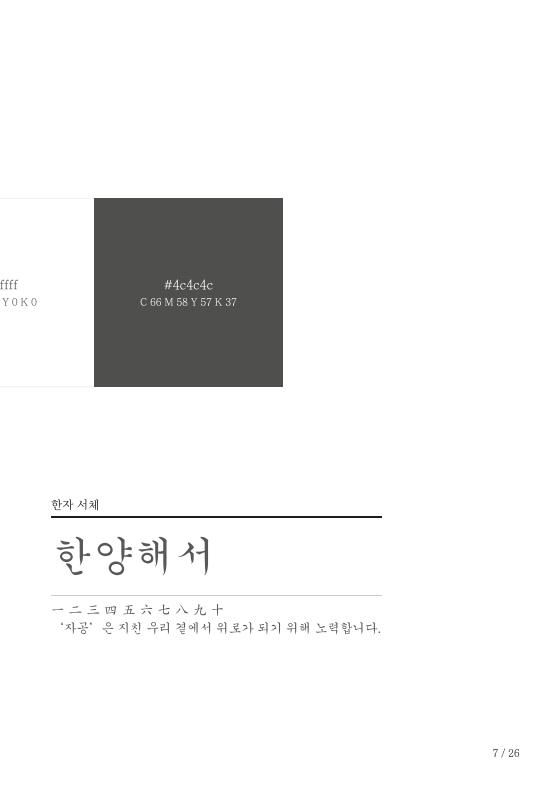 ffff
Y 0 K 0
#4c4c4c
C 66 M 58 Y 57 K 37
한자 서체
한양해서
一 二 三 四 五 六 七 八 九 十
‘자공’은 지친 우리 곁에서 위로가 되기 위해 노력합니다.
7 / 26